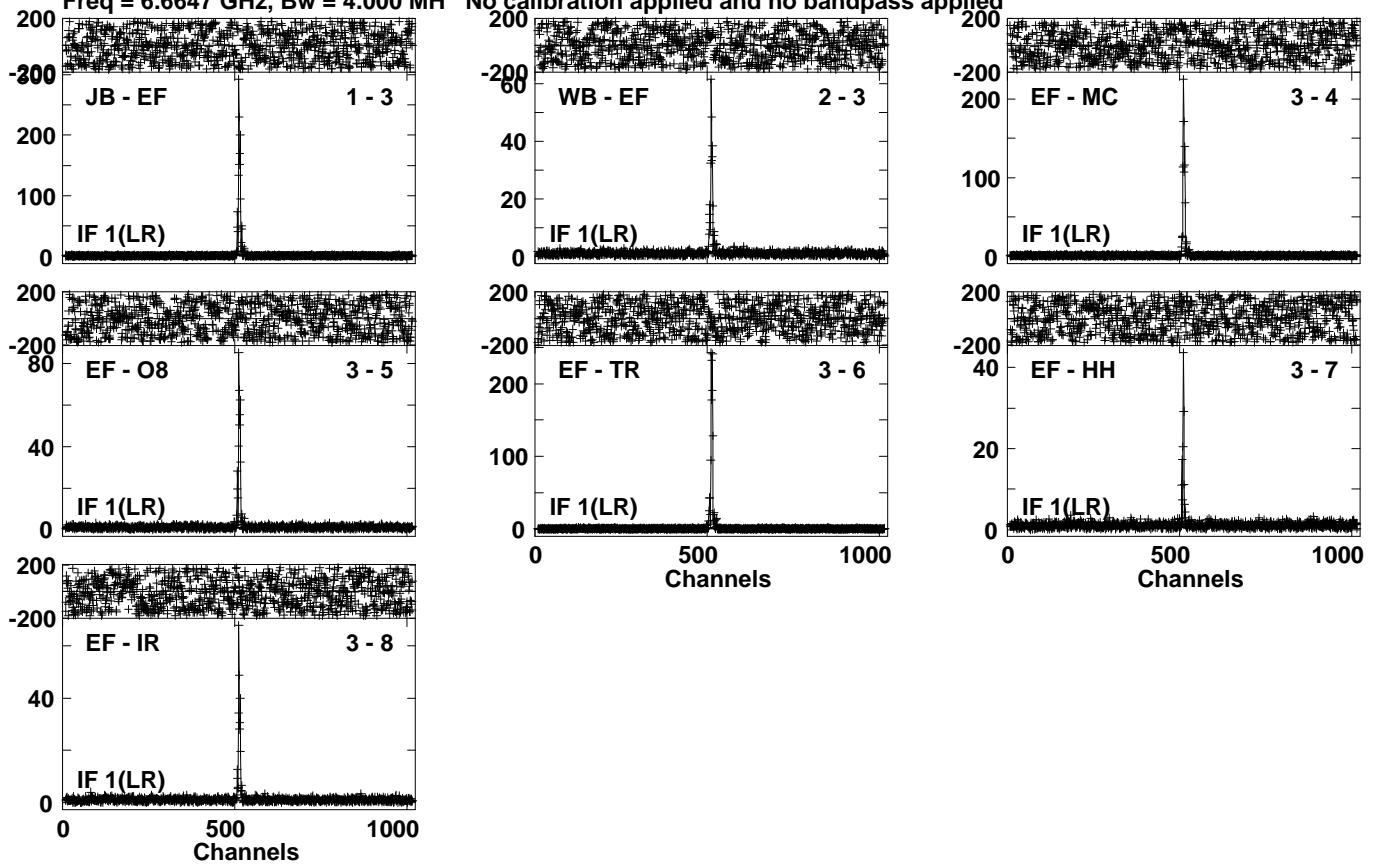 Freq = 6.6647 GHz, Bw = 4.000 MH No calibration applied and no bandpass applied
200
-200
300
JB - EF 1 - 3
200
100
0
IF 1(LR)
200
-200
60
WB - EF 2 - 3
40
20
0
IF 1(LR)
200
-200
EF - MC 3 - 4
200
100
0
IF 1(LR)
200
-200
80
EF - O8 3 - 5
40
0
IF 1(LR)
200
-200
EF - TR 3 - 6
200
100
0
IF 1(LR)
0 500 1000
Channels
200
-200
40
EF - HH 3 - 7
20
0
IF 1(LR)
0 500 1000
Channels
200
-200
EF - IR 3 - 8
40
0
IF 1(LR)
0 500 1000
Channels